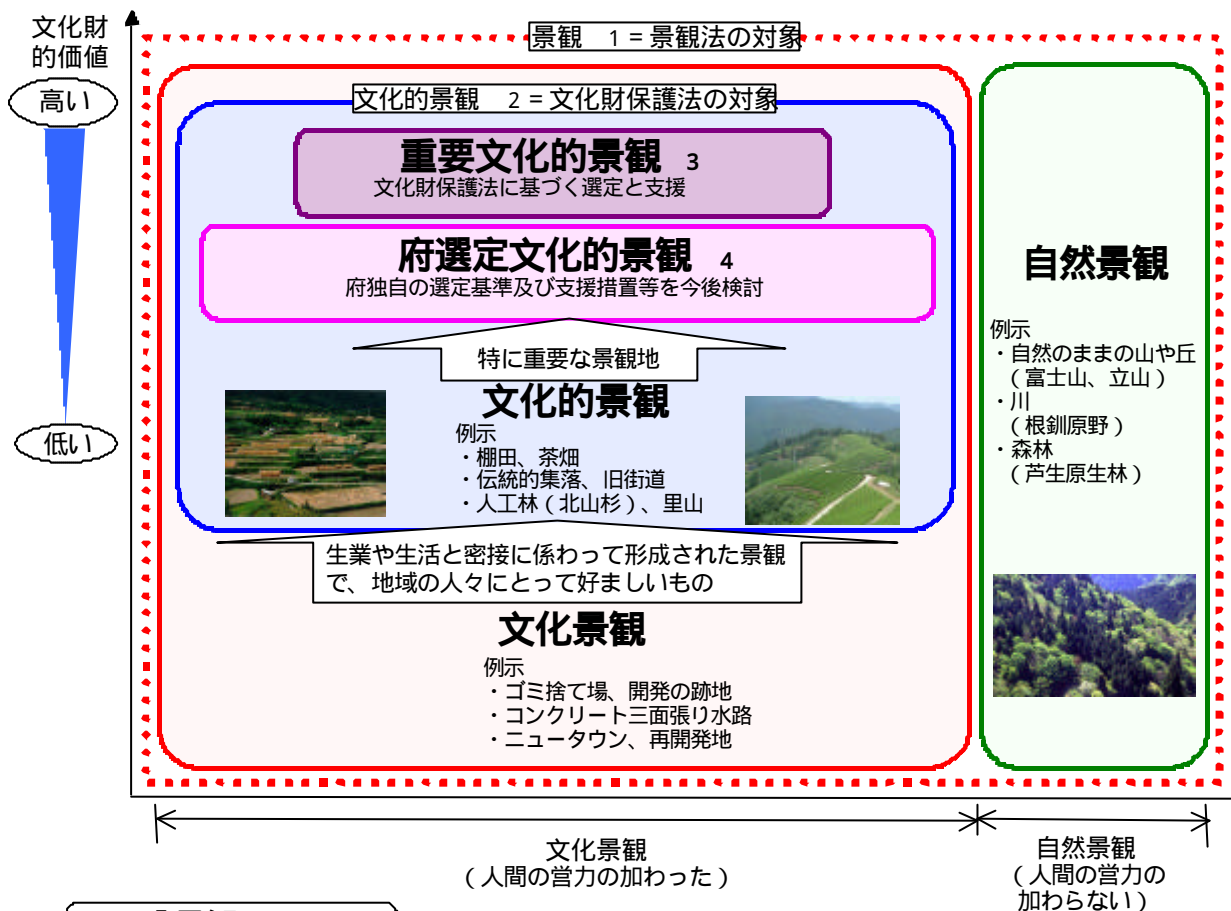 文化財
的価値
高い
低い
景観　1＝景観法の対象
文化的景観　2＝文化財保護法の対象
重要文化的景観　3
文化財保護法に基づく選定と支援
府選定文化的景観　4
府独自の選定基準及び支援措置等を今後検討
特に重要な景観地
文化的景観
例示
・棚田、茶畑
・伝統的集落、旧街道
・人工林（北山杉）、里山
生業や生活と密接に係わって形成された景観
で、地域の人々にとって好ましいもの
文化景観
例示
・ゴミ捨て場、開発の跡地
・コンクリート三面張り水路
・ニュータウン、再開発地
自然景観
例示
・自然のままの山や丘
（富士山、立山）
・川
（根釧原野）
・森林
（芦生原生林）
文化景観
（人間の営力の加わった）
自然景観
（人間の営力の
加わらない）